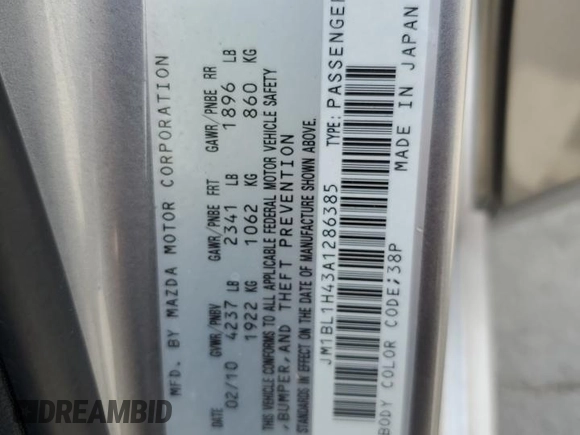 MFD. BY MAZDA MOTOR CORPORATION
DATE GVWR/PNBV GAWR/PNBE FRT GAWR/PNBE RR
02/10 4237 LB 2341 LB 1896 LB
1922 KG 1062 KG 860 KG
THIS VEHICLE CONFORMS TO ALL APPLICABLE FEDERAL MOTOR VEHICLE SAFETY
,BUMPER,AND THEFT PREVENTION
STANDARDS IN EFFECT ON THE DATE OF MANUFACTURE SHOWN ABOVE.
JM1BL1H43A1286385 TYPE: PASSENGER
BODY COLOR CODE;38P MADE IN JAPAN
DREAMBID